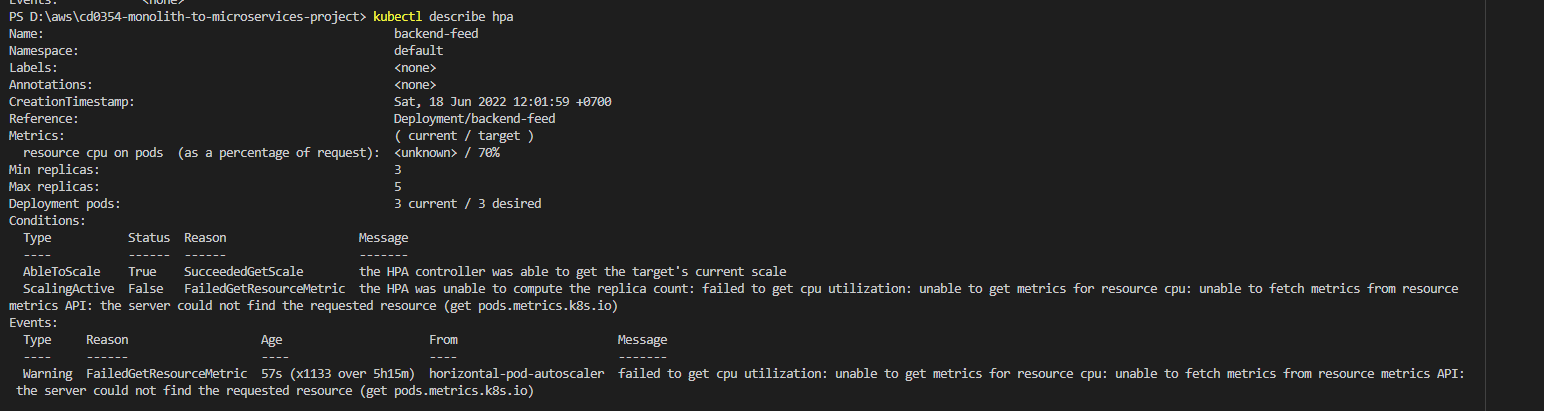 Events: <none>
PS D:\aws\cd0354-monolith-to-microservices-project> kubectl describe hpa
Name: backend-feed
Namespace: default
Labels: <none>
Annotations: <none>
CreationTimestamp: Sat, 18 Jun 2022 12:01:59 +0700
Reference: Deployment/backend-feed
Metrics: ( current / target )
  resource cpu on pods  (as a percentage of request): <unknown> / 70%
Min replicas: 3
Max replicas: 5
Deployment pods: 3 current / 3 desired
Conditions:
  Type           Status  Reason                   Message
  ----           ------  ------                   -------
  AbleToScale    True    SucceededGetScale        the HPA controller was able to get the target's current scale
  ScalingActive  False   FailedGetResourceMetric  the HPA was unable to compute the replica count: failed to get cpu utilization: unable to get metrics for resource cpu: unable to fetch metrics from resource
metrics API: the server could not find the requested resource (get pods.metrics.k8s.io)
Events:
  Type     Reason                   Age                     From                       Message
  ----     ------                   ----                    ----                       -------
  Warning  FailedGetResourceMetric  57s (x1133 over 5h15m)  horizontal-pod-autoscaler  failed to get cpu utilization: unable to get metrics for resource cpu: unable to fetch metrics from resource metrics API:
 the server could not find the requested resource (get pods.metrics.k8s.io)